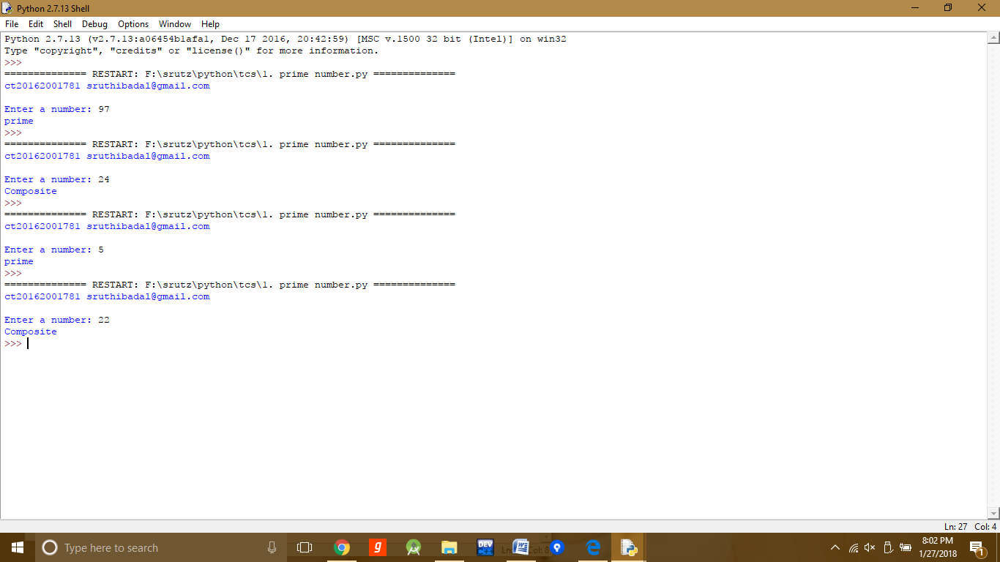 Python 2.7.13 Shell
File Edit Shell Debug Options Window Help
Python 2.7.13 (v2.7.13:a06454b1afa1, Dec 17 2016, 20:42:59) [MSC v.1500 32 bit (Intel)] on win32
Type "copyright", "credits" or "license()" for more information.
>>>
============== RESTART: F:\srutz\python\tcs\1. prime number.py ==============
ct20162001781 sruthibadal@gmail.com
Enter a number: 97
prime
>>>
============== RESTART: F:\srutz\python\tcs\1. prime number.py ==============
ct20162001781 sruthibadal@gmail.com
Enter a number: 24
Composite
>>>
============== RESTART: F:\srutz\python\tcs\1. prime number.py ==============
ct20162001781 sruthibadal@gmail.com
Enter a number: 5
prime
>>>
============== RESTART: F:\srutz\python\tcs\1. prime number.py ==============
ct20162001781 sruthibadal@gmail.com
Enter a number: 22
Composite
>>>
Ln: 27 Col: 4
Type here to search
g
DEV
8:02 PM
1/27/2018
1